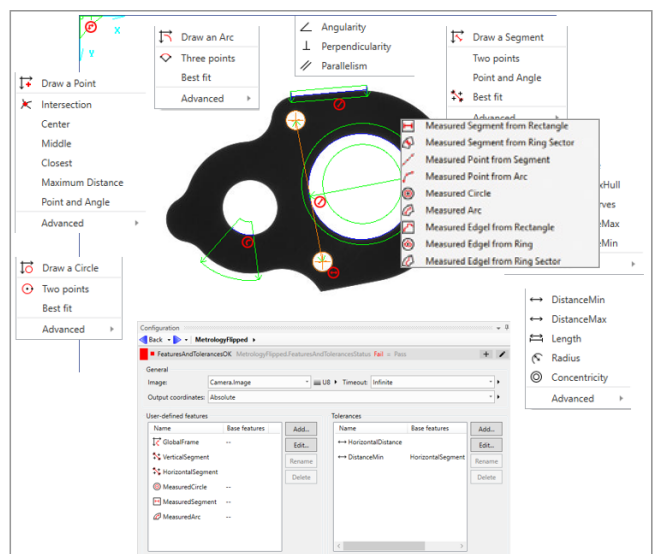 x
Y
Draw an Arc
Three points
Best fit
Advanced
Angularity
Perpendicularity
Parallelism
Draw a Segment
Two points
Point and Angle
Best fit
Advanced
Draw a Point
Intersection
Center
Middle
Closest
Maximum Distance
Point and Angle
Advanced
Measured Segment from Rectangle
Measured Segment from Ring Sector
Measured Point from Segment
Measured Point from Arc
Measured Circle
Measured Arc
Measured Edgel from Rectangle
Measured Edgel from Ring
Measured Edgel from Ring Sector
xHull
rves
eMax
eMin
Draw a Circle
Two points
Best fit
Advanced
DistanceMin
DistanceMax
Length
Radius
Concentricity
Advanced
Configuration
Back MetrologyFlipped
FeaturesAndTolerancesOK MetrologyFlipped.FeaturesAndTolerancesStatus Fail » Pass
General
Image: Camera.Image U8 Timeout: Infinite
Output coordinates: Absolute
User-defined features
Name Base features Add...
GlobalFrame -- Edit...
VerticalSegment Rename
HorizontalSegment Delete
MeasuredCircle --
MeasuredSegment --
MeasuredArc --
Tolerances
Name Base features Add...
HorizontalDistance Edit...
DistanceMin HorizontalSegment Rename
Delete